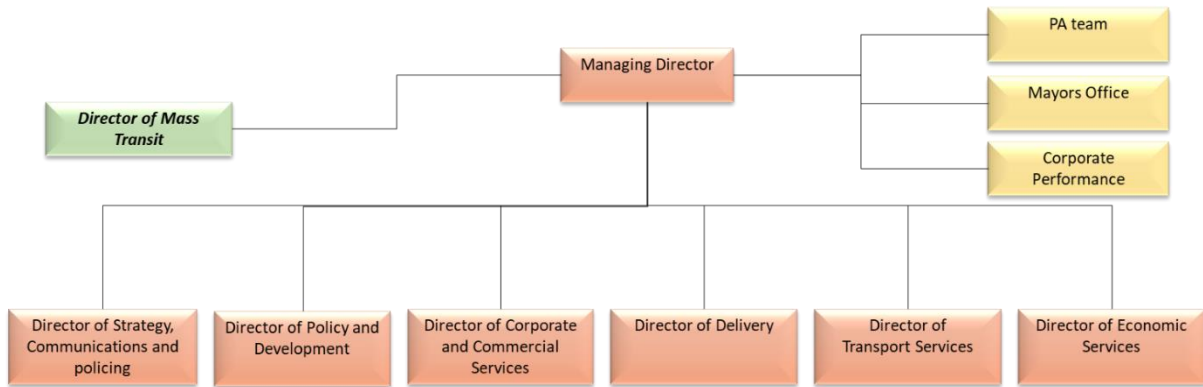 PA team
Managing Director
Mayors Office
Director of Mass
Transit
Corporate
Performance
Director of Strategy,
Communications and
policing
Director of Policy and
Development
Director of Corporate
and Commercial
Services
Director of Delivery
Director of
Transport Services
Director of Economic
Services